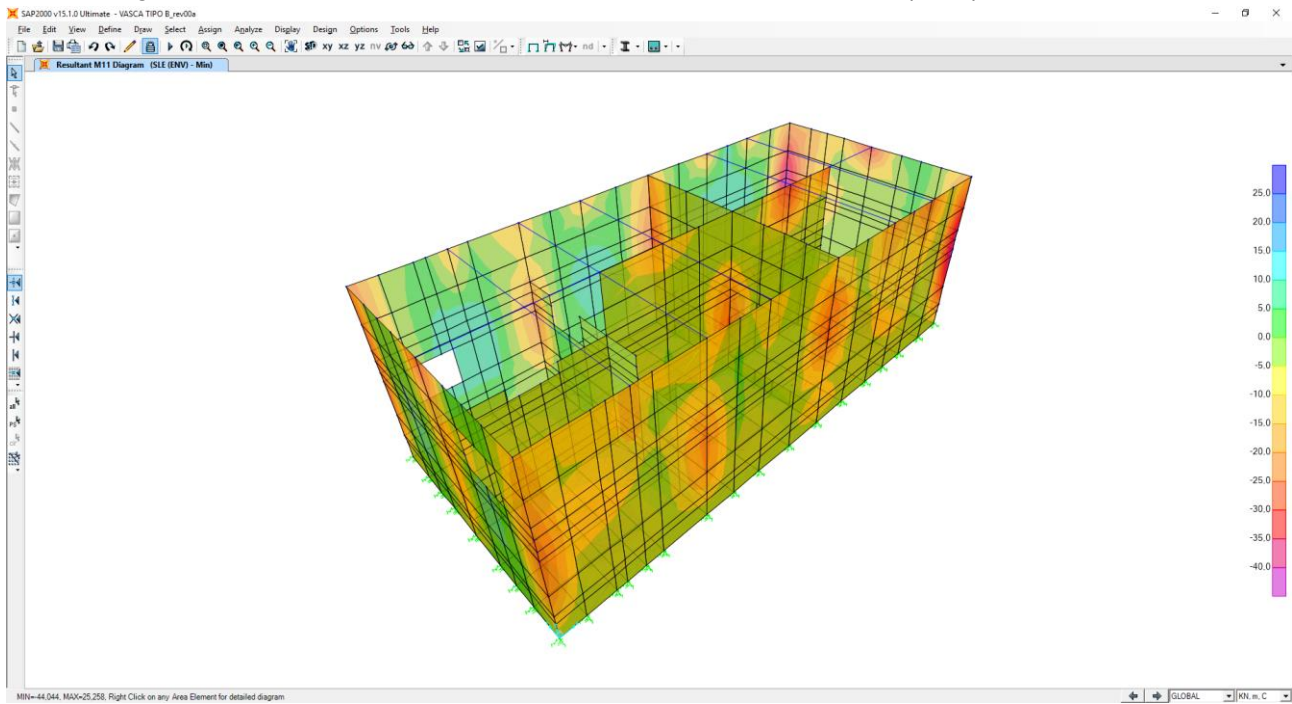 SAP2000 v15.1.0 Ultimate - VASCA TIPO B_rev00a
File Edit View Define Draw Select Assign Analyze Display Design Options Tools Help
3D xy xz yz nv nd
Resultant M11 Diagram (SLE (ENV) - Min)
25.0
20.0
15.0
10.0
5.0
0.0
-5.0
-10.0
-15.0
-20.0
-25.0
-30.0
-35.0
-40.0
MIN=-44,044, MAX=25,258, Right Click on any Area Element for detailed diagram
GLOBAL KN, m, C